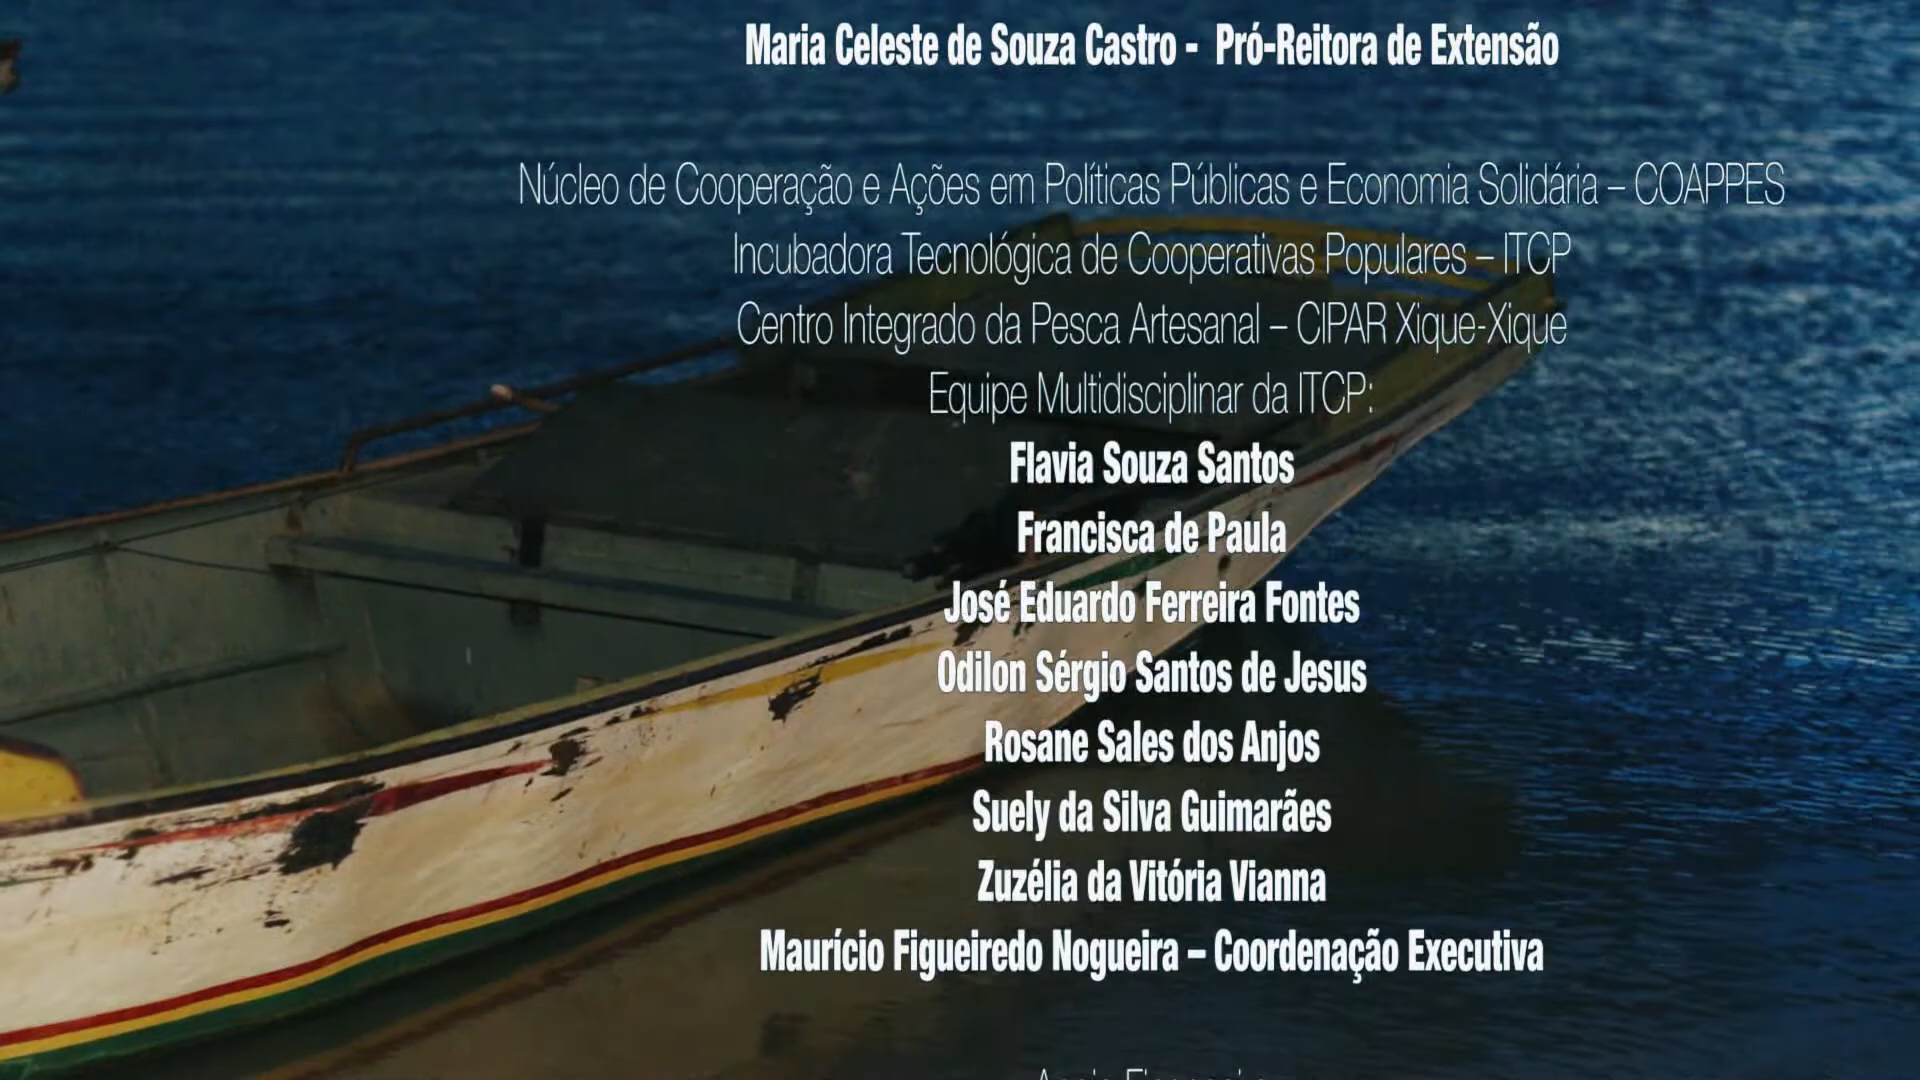 Maria Celeste de Souza Castro - Pró-Reitora de Extensão
Núcleo de Cooperação e Ações em Políticas Públicas e Economia Solidária – COAPPES
Incubadora Tecnológica de Cooperativas Populares – ITCP
Centro Integrado da Pesca Artesanal – CIPAR Xique-Xique
Equipe Multidisciplinar da ITCP:
Flavia Souza Santos
Francisca de Paula
José Eduardo Ferreira Fontes
Odilon Sérgio Santos de Jesus
Rosane Sales dos Anjos
Suely da Silva Guimarães
Zuzélia da Vitória Vianna
Maurício Figueiredo Nogueira – Coordenação Executiva